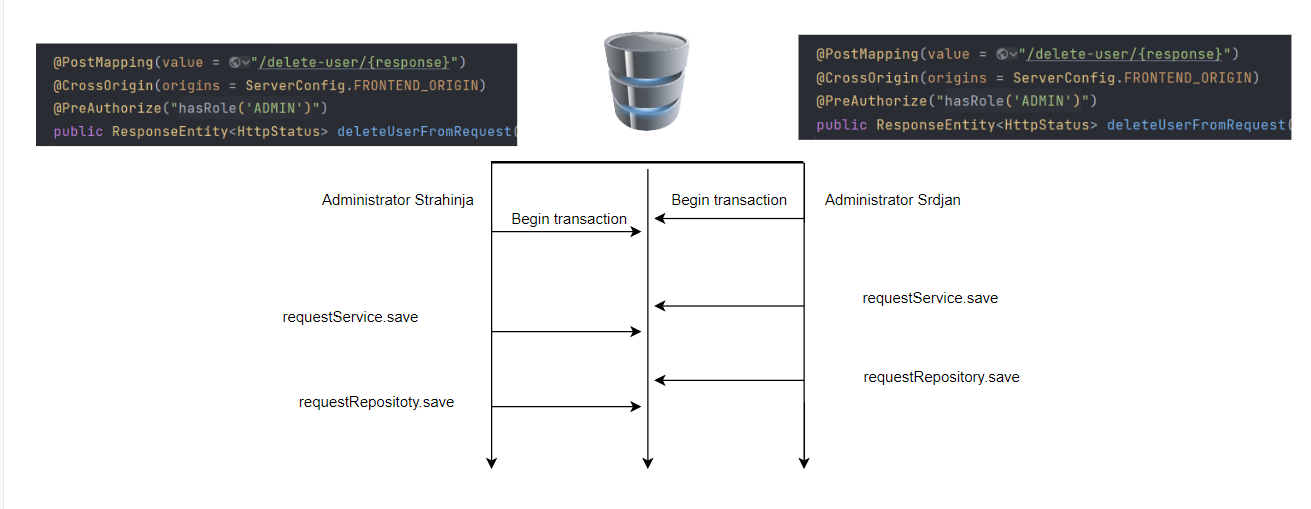 @PostMapping(value = "/delete-user/{response}")
@CrossOrigin(origins = ServerConfig.FRONTEND_ORIGIN)
@PreAuthorize("hasRole('ADMIN')")
public ResponseEntity<HttpStatus> deleteUserFromRequest(
@PostMapping(value = "/delete-user/{response}")
@CrossOrigin(origins = ServerConfig.FRONTEND_ORIGIN)
@PreAuthorize("hasRole('ADMIN')")
public ResponseEntity<HttpStatus> deleteUserFromRequest(
Administrator Strahinja
Begin transaction
Administrator Srdjan
Begin transaction
requestService.save
requestService.save
requestRepository.save
requestRepositoty.save